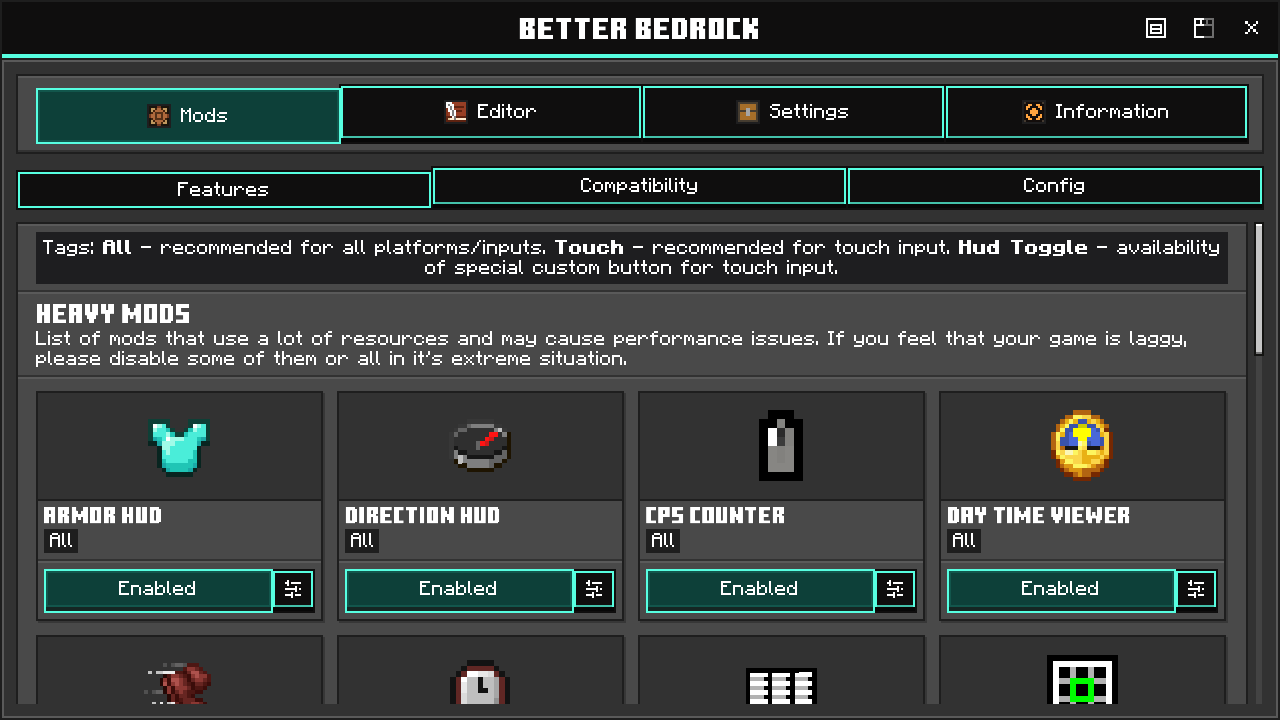 BETTER BEDROCK
Mods
Editor
Settings
Information
Features
Compatibility
Config
Tags: All - recommended for all platforms/inputs. Touch - recommended for touch input. Hud Toggle - availability
of special custom button for touch input.
HEAVY MODS
List of mods that use a lot of resources and may cause performance issues. If you feel that your game is laggy,
please disable some of them or all in it's extreme situation.
ARMOR HUD
All
Enabled
DIRECTION HUD
All
Enabled
CPS COUNTER
All
Enabled
DAY TIME VIEWER
All
Enabled